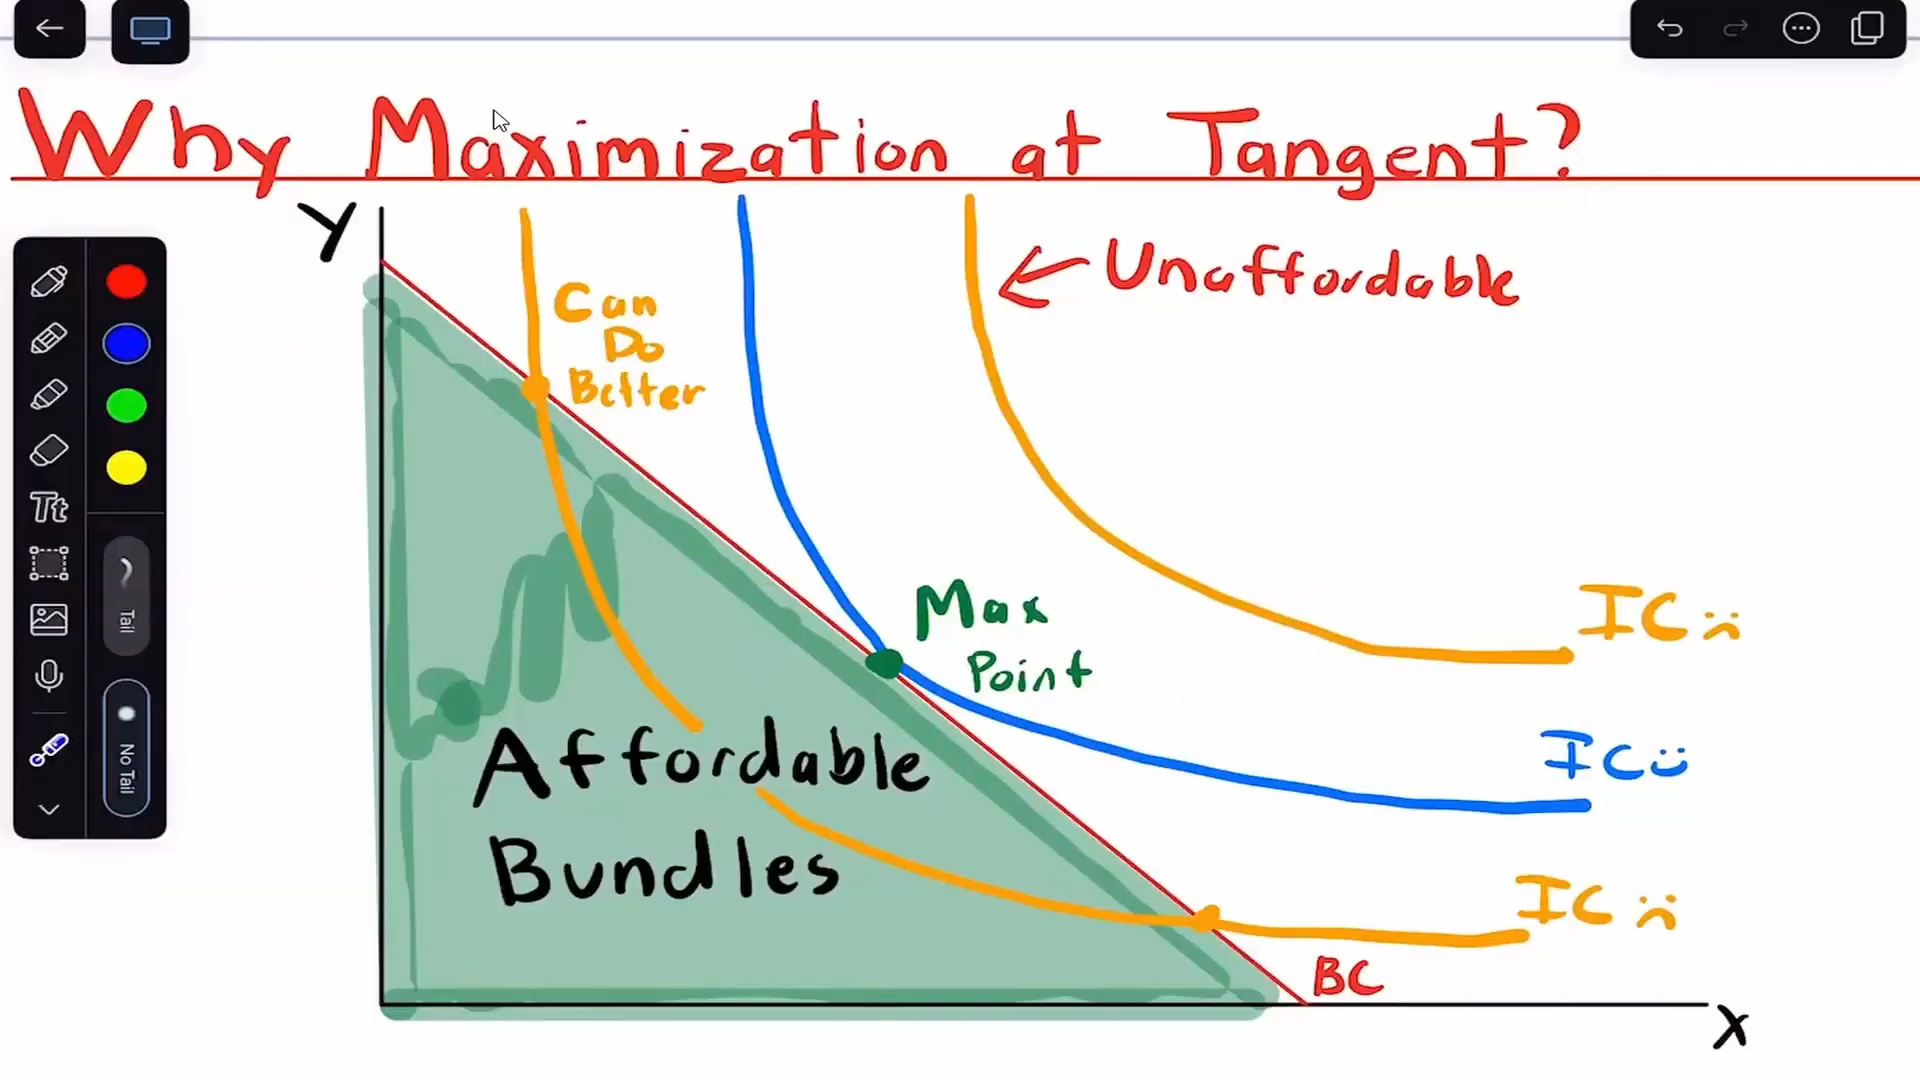 Why Maximization at Tangent?
Y
Can
Do
Better
← Unaffordable
Max
Point
IC :(
IC :)
IC :(
Affordable
Bundles
BC
X
Tt
Tail
No Tail